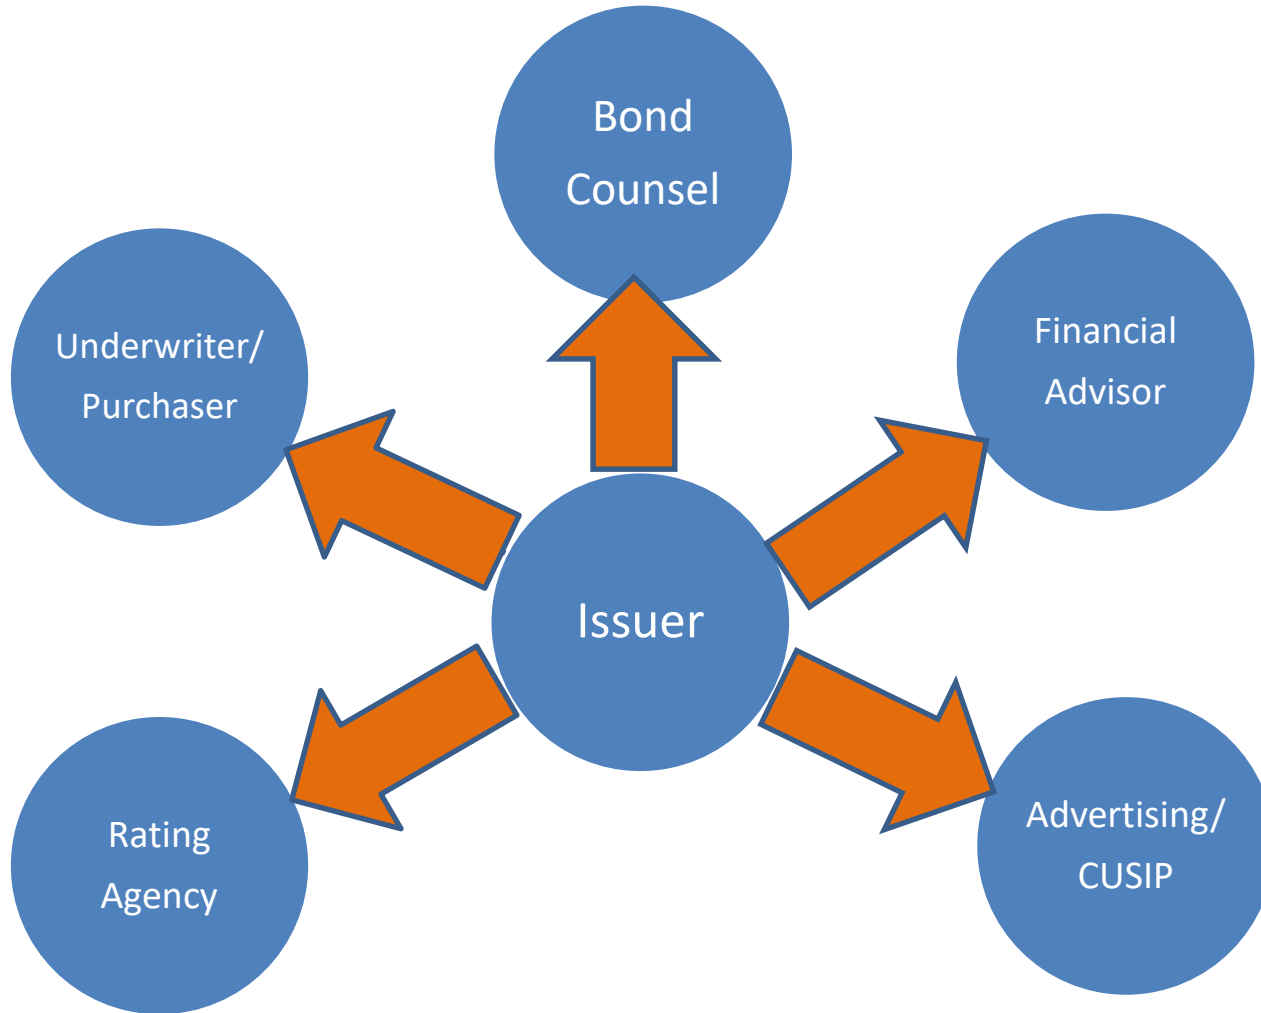 Bond
Counsel
Underwriter/
Purchaser
Financial
Advisor
Issuer
Rating
Agency
Advertising/
CUSIP